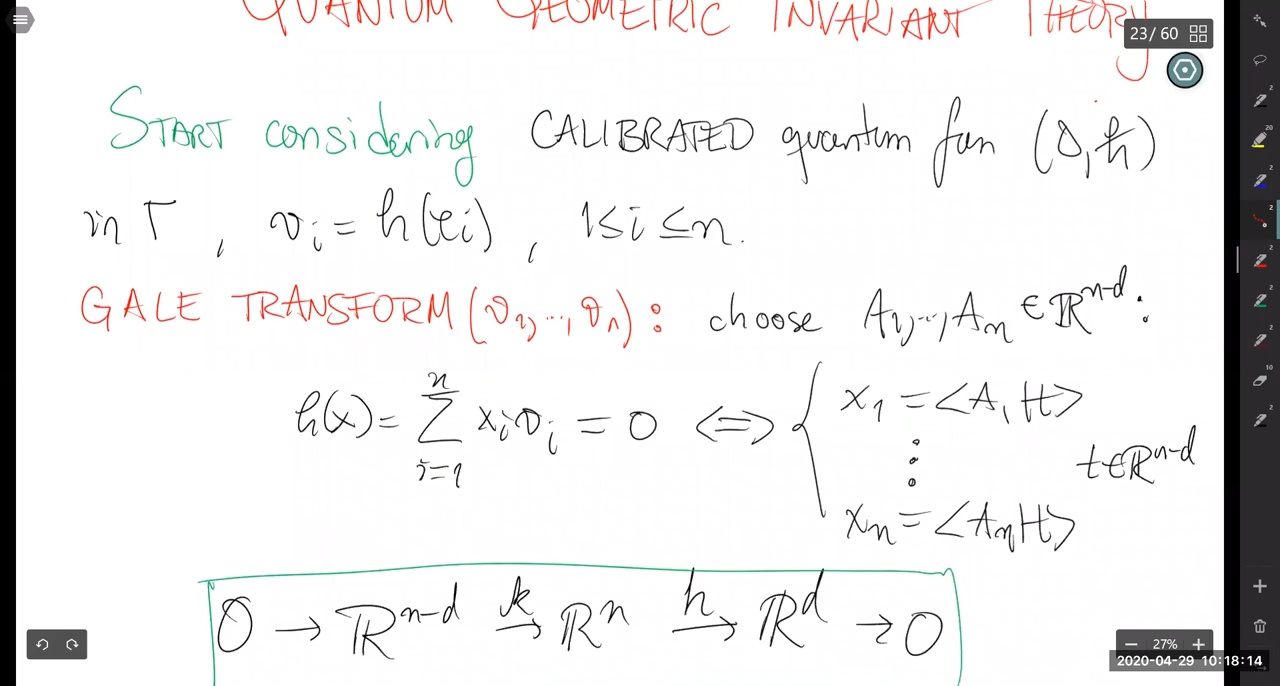 QUANTUM GEOMETRIC INVARIANT THEORY
23 / 60
START considering CALIBRATED quantum fan (Δ, ℏ)
in Γ, v_i = h(e_i), 1 ≤ i ≤ n.
GALE TRANSFORM (v_1, ..., v_n) : choose A_1, ..., A_n ∈ ℝ^{n-d} :
h(x) = Σ_{i=1}^{n} x_i v_i = 0 ⟺ { x_1 = <A_1, t>
⋮ t ∈ ℝ^{n-d}
x_n = <A_n, t>
0 → ℝ^{n-d} →^{k} ℝ^n →^{h} ℝ^d → 0
27%
2020-04-29 10:18:14